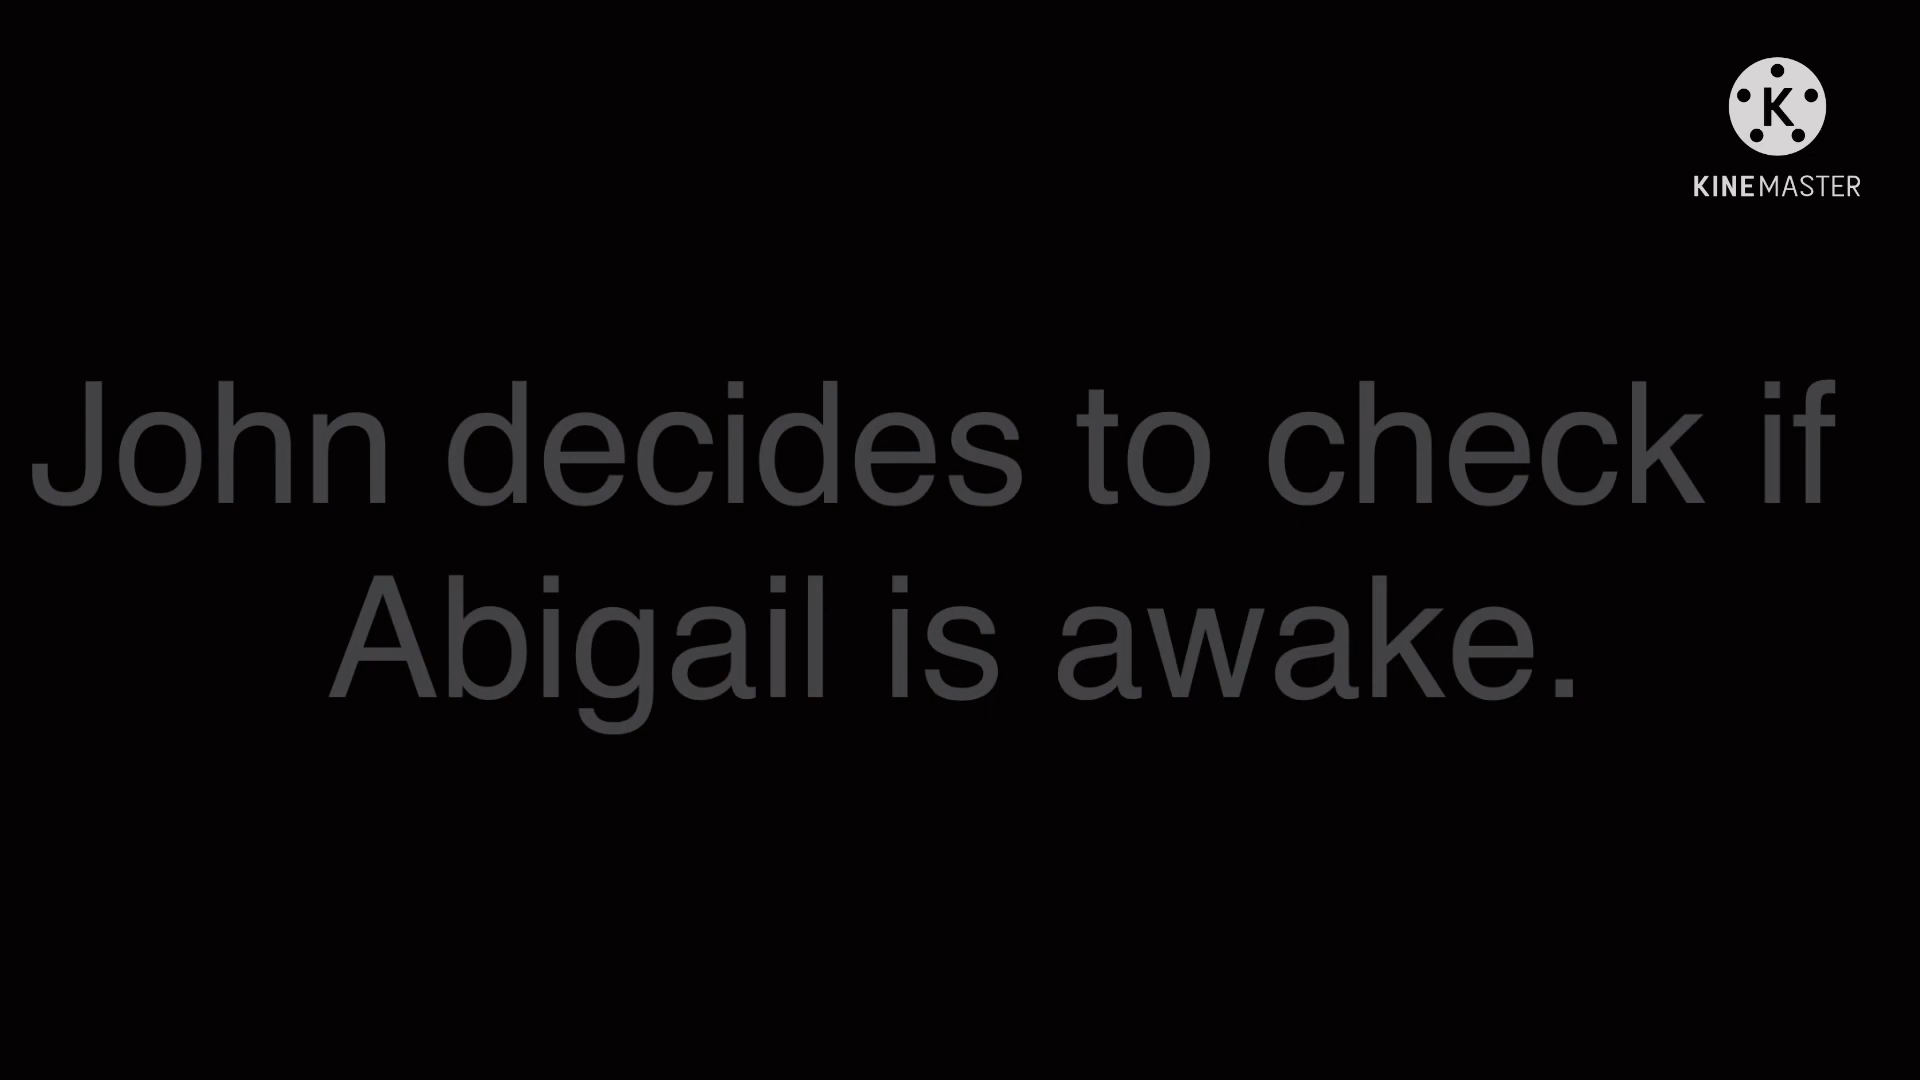 K
KINEMASTER
John decides to check if
Abigail is awake.